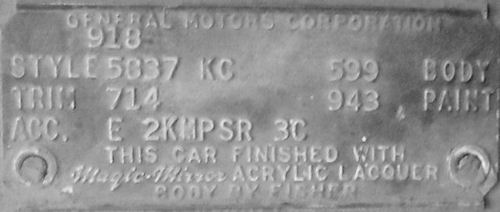 GENERAL MOTORS CORPORATION
918
STYLE 5837 KC 599 BODY
TRIM 714 943 PAINT
ACC. E 2KMPSR 3C
THIS CAR FINISHED WITH
Magic-Mirror ACRYLIC LACQUER
BODY BY FISHER